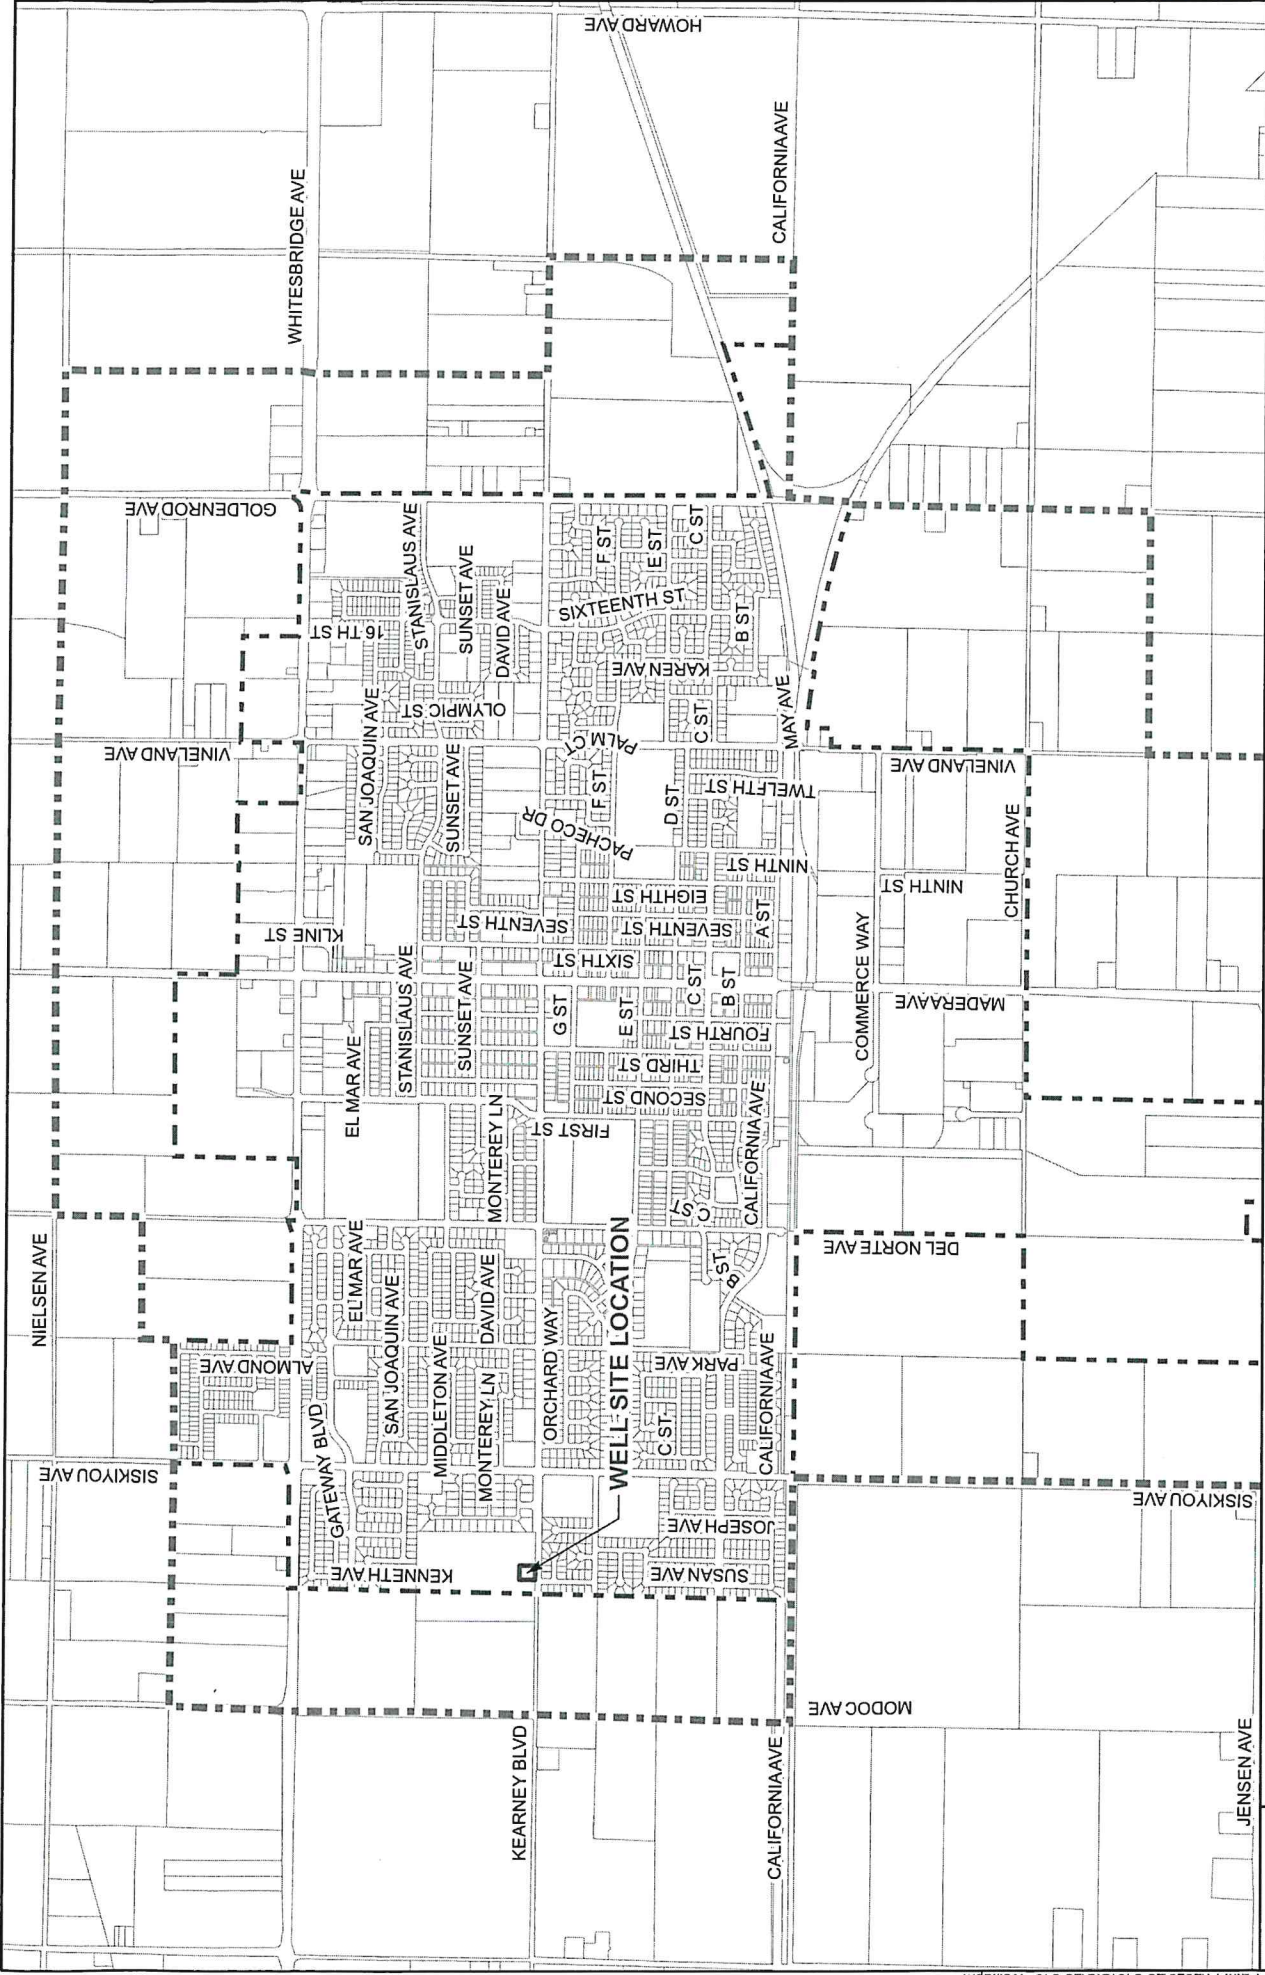 HOWARD AVE
WHITESBRIDGE AVE
CALIFORNIA AVE
GOLDENROD AVE
STANISLAUS AVE
F ST
C ST
E ST
SUNSET AVE
16 TH ST
SIXTEENTH ST
DAVID AVE
B ST
KAREN AVE
SAN JOAQUIN AVE
OLYMPIC ST
C ST
MAY AVE
VINELAND AVE
PALM CT
VINELAND AVE
SUNSET AVE
F ST
D ST
TWELFTH ST
PACHECO DR
CHURCH AVE
NINTH ST
NINTH ST
EIGHTH ST
KLINE ST
SEVENTH ST
SEVENTH ST
SEVENTH ST
A ST
SIXTH ST
COMMERCE WAY
STANISLAUS AVE
SUNSET AVE
G ST
E ST
C ST
B ST
MADERA AVE
FOURTH ST
EL MAR AVE
THIRD ST
SECOND ST
MONTEREY LN
FIRST ST
CALIFORNIA AVE
C ST
NIELSEN AVE
EL MAR AVE
DEL NORTE AVE
SAN JOAQUIN AVE
DAVID AVE
B ST
ALMOND AVE
MIDDLETON AVE
MONTEREY LN
ORCHARD WAY
WELL SITE LOCATION
PARK AVE
C ST
CALIFORNIA AVE
SISKIYOU AVE
GATEWAY BLVD
JOSEPH AVE
SISKIYOU AVE
KENNETH AVE
SUSAN AVE
MODOC AVE
KEARNEY BLVD
CALIFORNIA AVE
JENSEN AVE